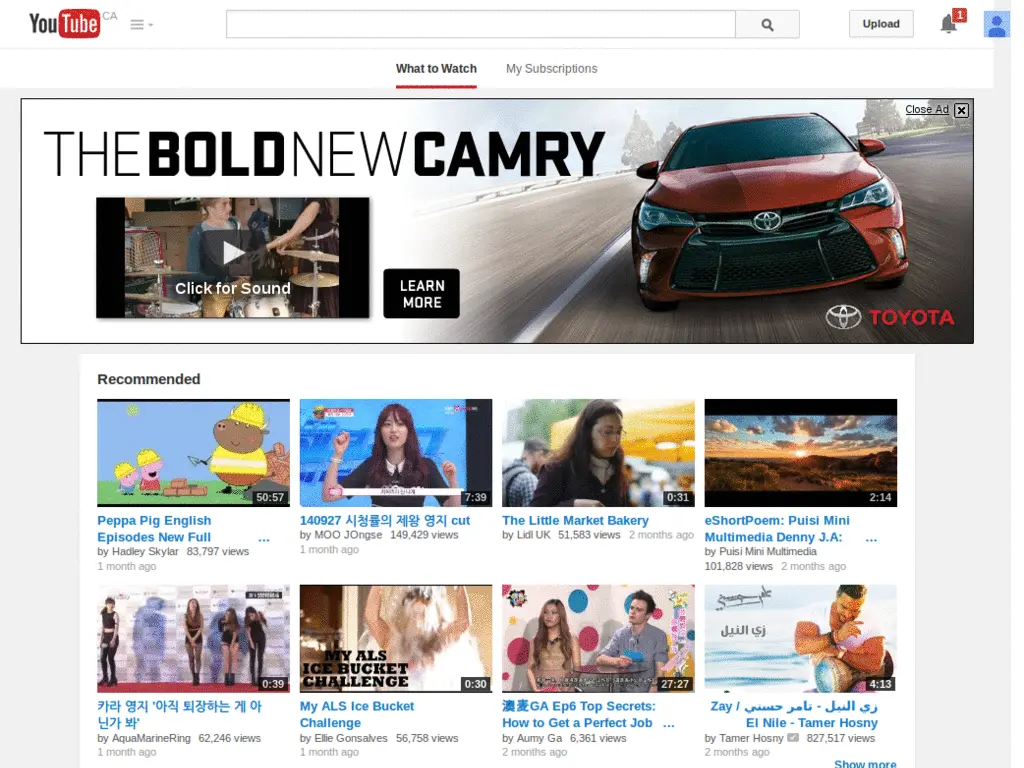 YouTube CA
1
Upload
What to Watch My Subscriptions
Close Ad
THE BOLD NEW CAMRY
Click for Sound
LEARN
MORE
TOYOTA
Recommended
50:57
7:39
0:31
2:14
Peppa Pig English
Episodes New Full ...
by Hadley Skylar 83,797 views
1 month ago
140927 시청률의 제왕 영지 cut
by MOO JOngse 149,429 views
1 month ago
The Little Market Bakery
by Lidl UK 51,583 views 2 months ago
eShortPoem: Puisi Mini
Multimedia Denny J.A: ...
by Puisi Mini Multimedia
101,828 views 2 months ago
0:39
MY ALS
ICE BUCKET
CHALLENGE
0:30
27:27
زي النيل
4:13
카라 영지 '아직 퇴장하는 게 아
닌가 봐'
by AquaMarineRing 62,246 views
1 month ago
My ALS Ice Bucket
Challenge
by Ellie Gonsalves 56,758 views
1 month ago
澳麦GA Ep6 Top Secrets:
How to Get a Perfect Job ...
by Aumy Ga 6,361 views
2 months ago
زي النيل - تامر حسني / Zay
El Nile - Tamer Hosny
by Tamer Hosny 827,517 views
2 months ago
Show more